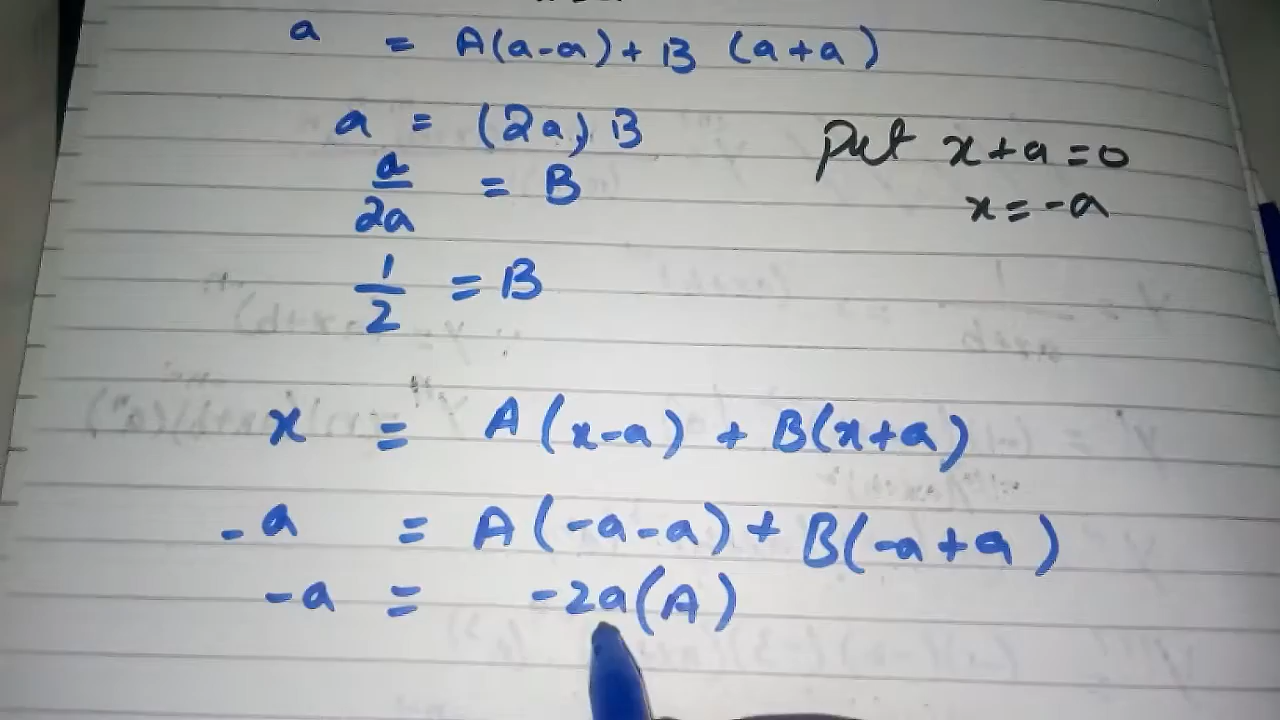 a = A(a-a)+ B (a+a)
a = (2a) B
a/2a = B
put x+a=0
x=-a
1/2 = B
x = A(x-a) + B(x+a)
-a = A(-a-a)+ B(-a+a)
-a = -2a(A)